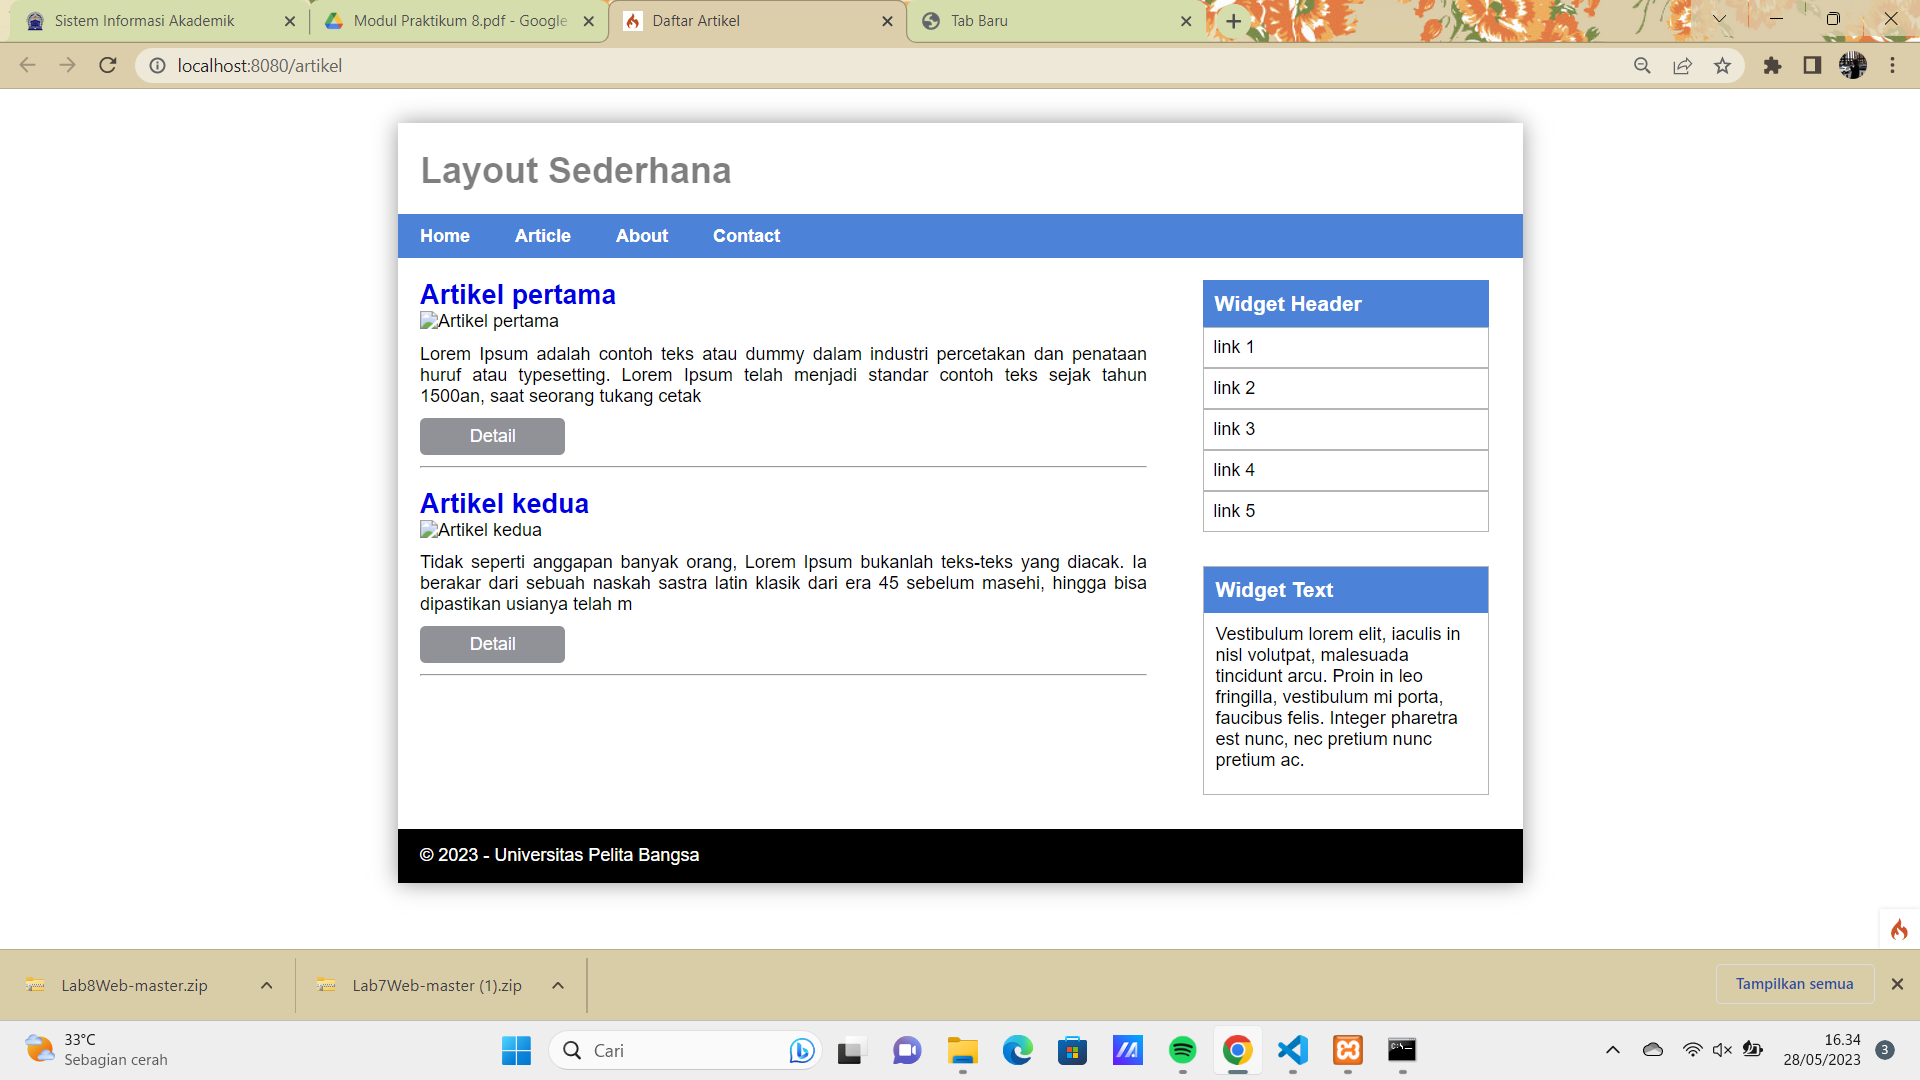 Sistem Informasi Akademik
Modul Praktikum 8.pdf - Google
Daftar Artikel
Tab Baru
localhost:8080/artikel
Layout Sederhana
Home Article About Contact
Artikel pertama
Artikel pertama
Lorem Ipsum adalah contoh teks atau dummy dalam industri percetakan dan penataan
huruf atau typesetting. Lorem Ipsum telah menjadi standar contoh teks sejak tahun
1500an, saat seorang tukang cetak
Detail
Artikel kedua
Artikel kedua
Tidak seperti anggapan banyak orang, Lorem Ipsum bukanlah teks-teks yang diacak. Ia
berakar dari sebuah naskah sastra latin klasik dari era 45 sebelum masehi, hingga bisa
dipastikan usianya telah m
Detail
Widget Header
link 1
link 2
link 3
link 4
link 5
Widget Text
Vestibulum lorem elit, iaculis in
nisl volutpat, malesuada
tincidunt arcu. Proin in leo
fringilla, vestibulum mi porta,
faucibus felis. Integer pharetra
est nunc, nec pretium nunc
pretium ac.
© 2023 - Universitas Pelita Bangsa
Lab8Web-master.zip
Lab7Web-master (1).zip
Tampilkan semua
33°C
Sebagian cerah
Cari
16.34
28/05/2023
3